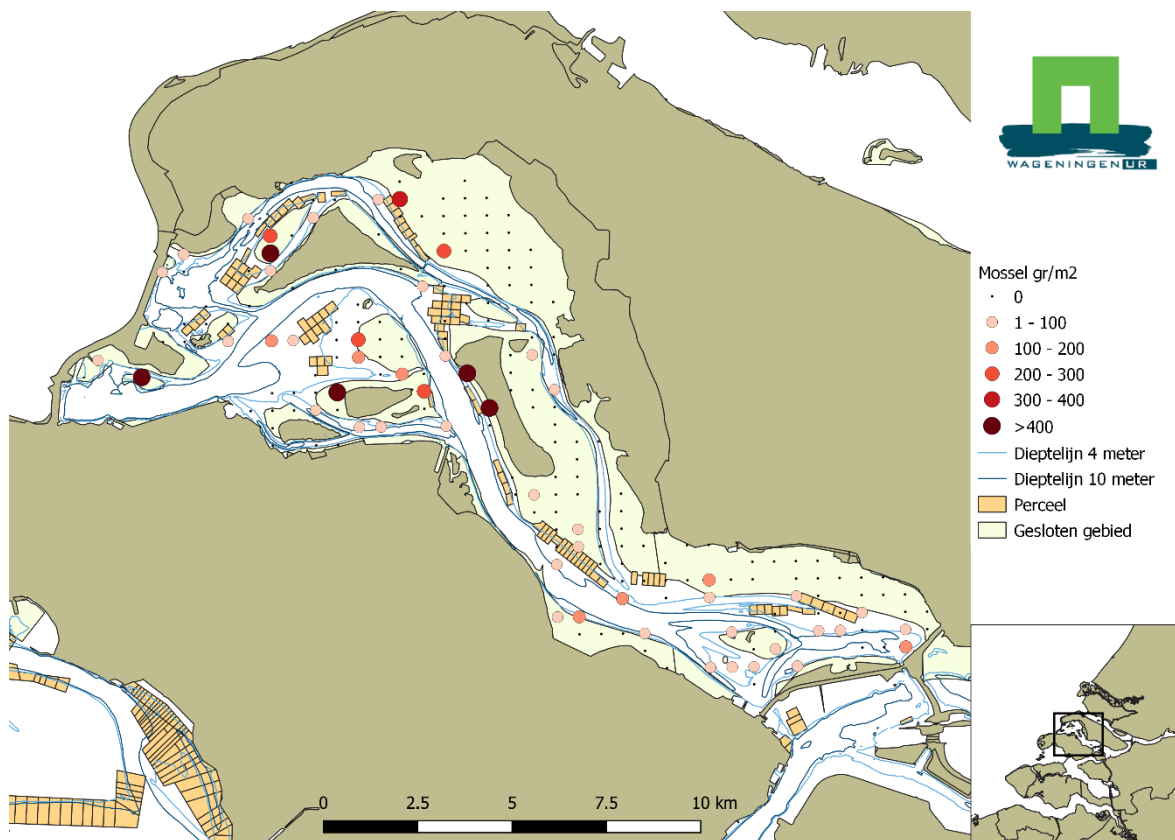 WAGENINGEN UR
Mossel gr/m2
0
1 - 100
100 - 200
200 - 300
300 - 400
>400
Dieptelijn 4 meter
Dieptelijn 10 meter
Perceel
Gesloten gebied
0 2.5 5 7.5 10 km